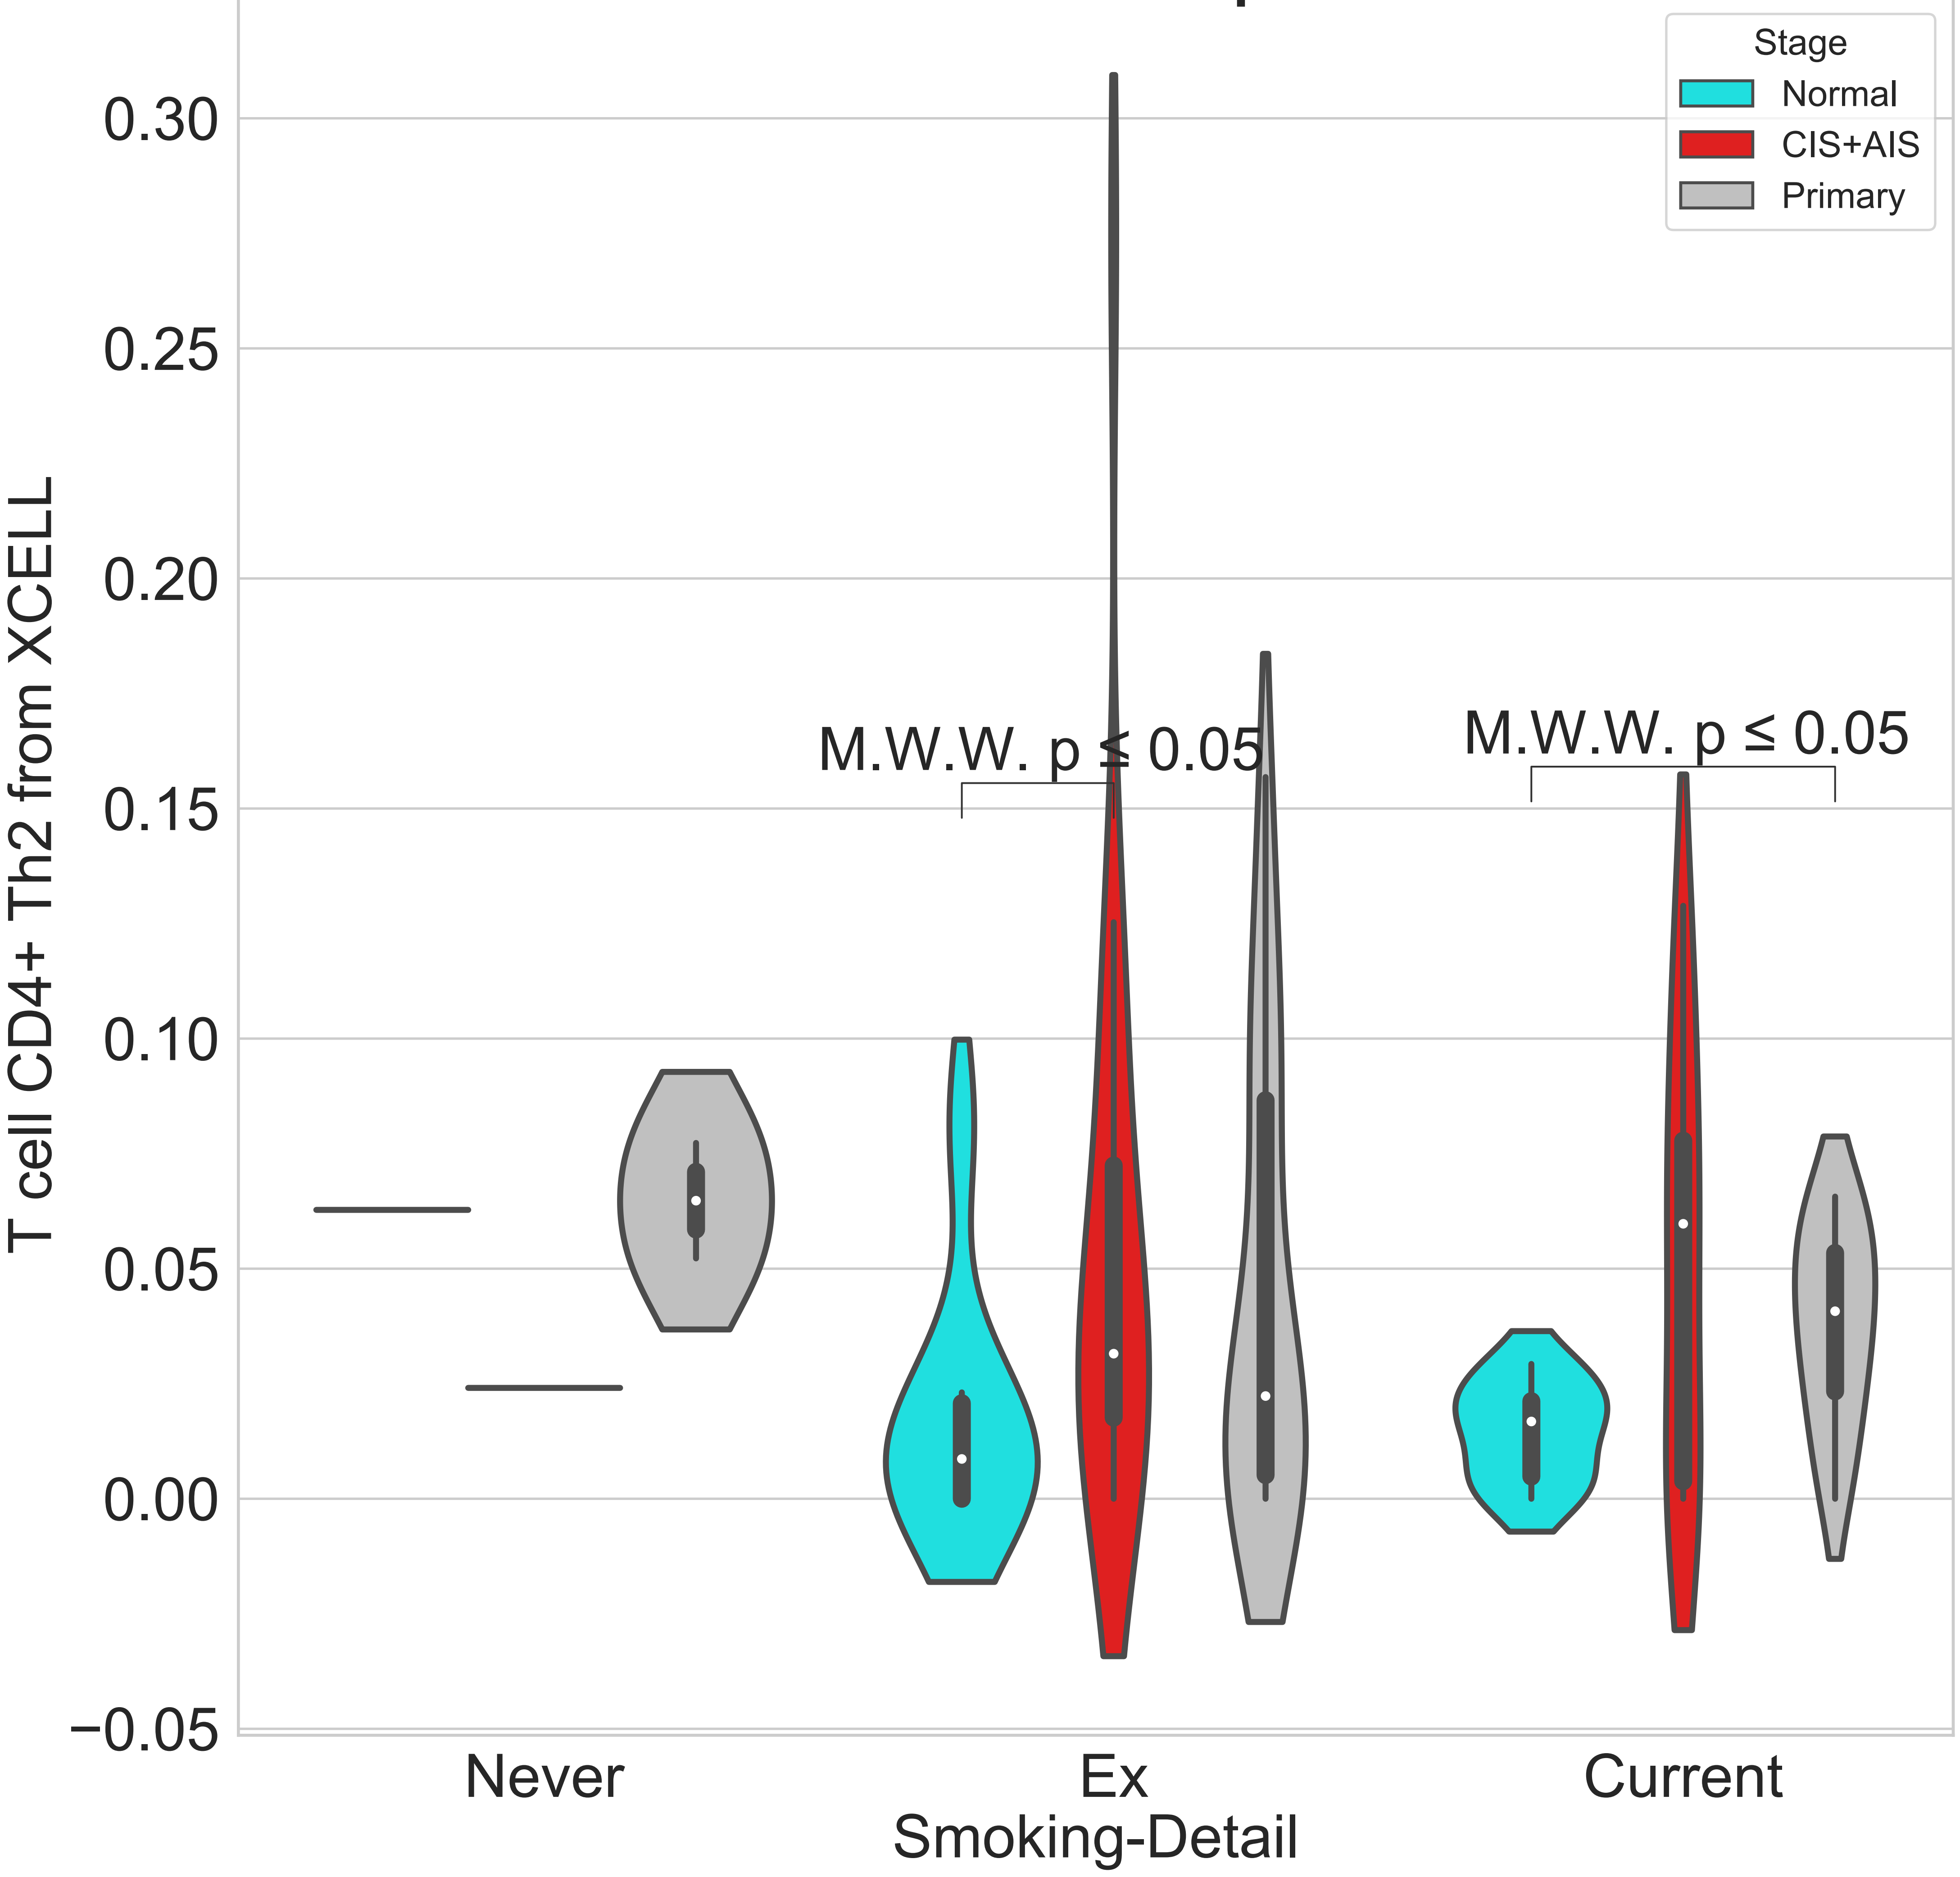 Stage
Normal
CIS+AIS
Primary
0.30
0.25
0.20
0.15
0.10
0.05
0.00
−0.05
T cell CD4+ Th2 from XCELL
M.W.W. p ≤ 0.05
M.W.W. p ≤ 0.05
Never
Ex
Current
Smoking-Detail